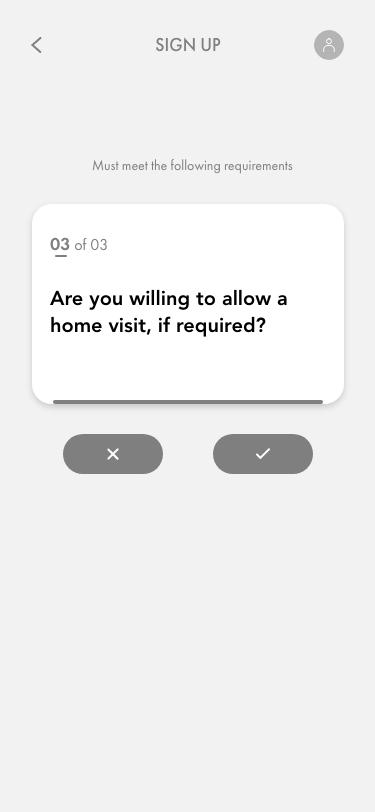 SIGN UP
Must meet the following requirements
03 of 03
Are you willing to allow a
home visit, if required?